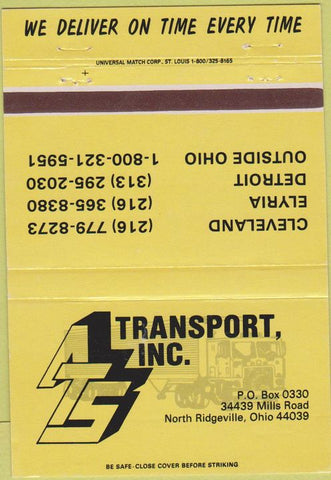 WE DELIVER ON TIME EVERY TIME
UNIVERSAL MATCH CORP., ST. LOUIS 1-800/325-8165
CLEVELAND (216) 779-8273
ELYRIA (216) 365-8380
DETROIT (313) 295-2030
OUTSIDE OHIO 1-800-321-5951
ATS
TRANSPORT,
INC.
P.O. Box 0330
34439 Mills Road
North Ridgeville, Ohio 44039
BE SAFE-CLOSE COVER BEFORE STRIKING